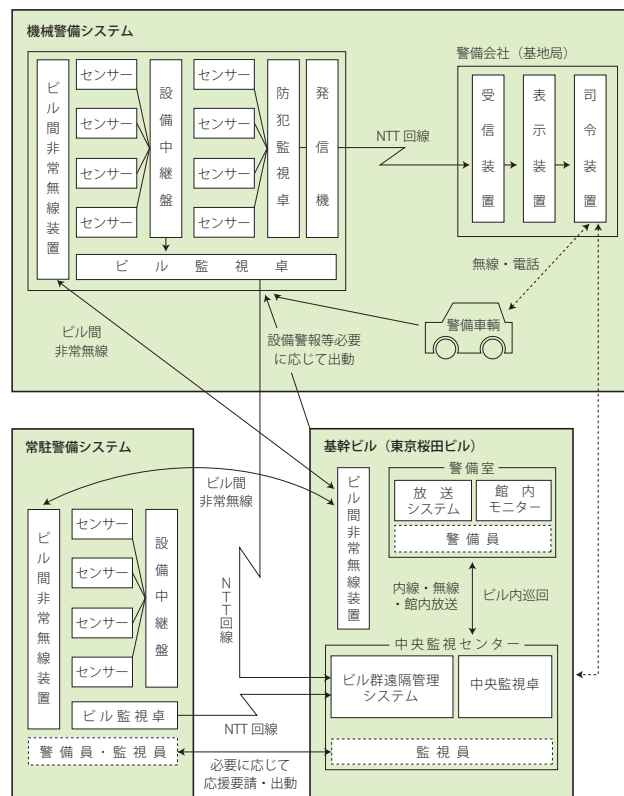 機械警備システム
ビル間非常無線装置
センサー
センサー
センサー
センサー
設備中継盤
センサー
センサー
センサー
センサー
防犯監視卓
発信機
ビル監視卓
NTT 回線
警備会社（基地局）
受信装置
表示装置
司令装置
無線・電話
警備車輌
ビル間
非常無線
設備警報等必要
に応じて出動
常駐警備システム
ビル間非常無線装置
センサー
センサー
センサー
センサー
設備中継盤
ビル監視卓
警備員・監視員
ビル間
非常無線
NTT回線
NTT 回線
必要に応じて
応援要請・出動
基幹ビル（東京桜田ビル）
ビル間非常無線装置
警備室
放 送
システム
館 内
モニター
警備員
内線・無線
・館内放送
ビル内巡回
中央監視センター
ビル群遠隔管理
システム
中央監視卓
監視員